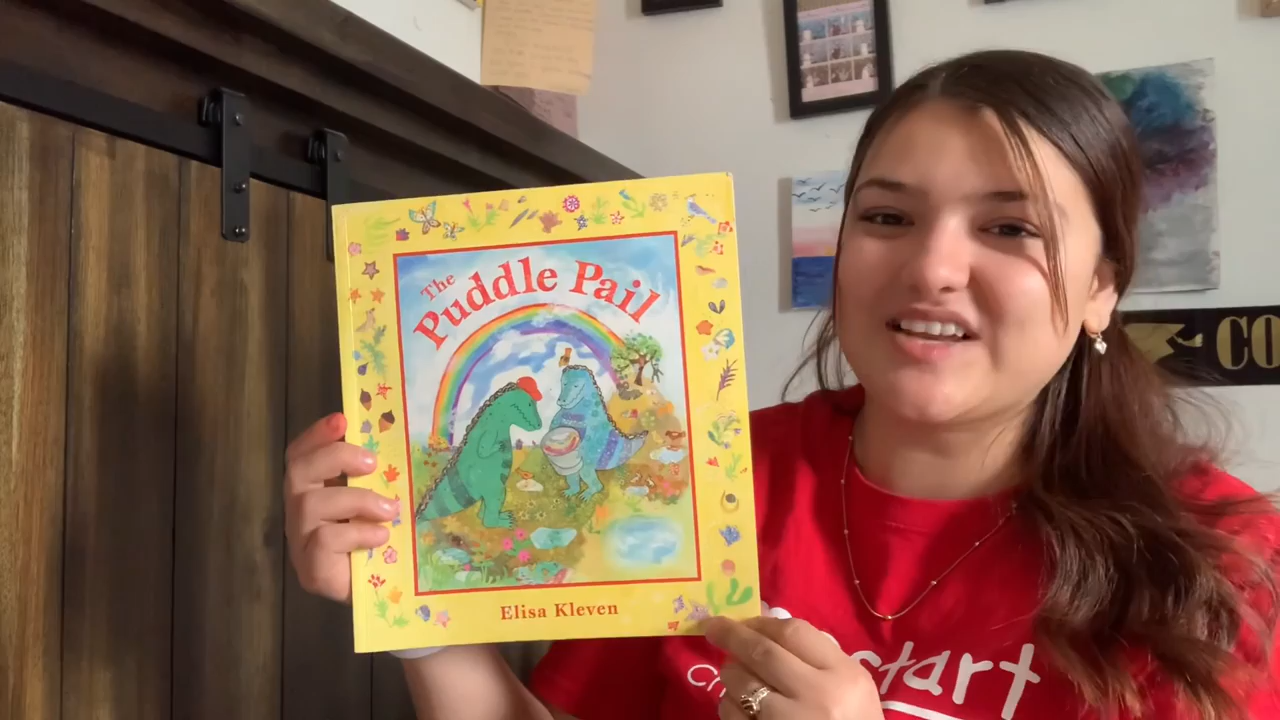 The
Puddle Pail
Elisa Kleven
CO
start